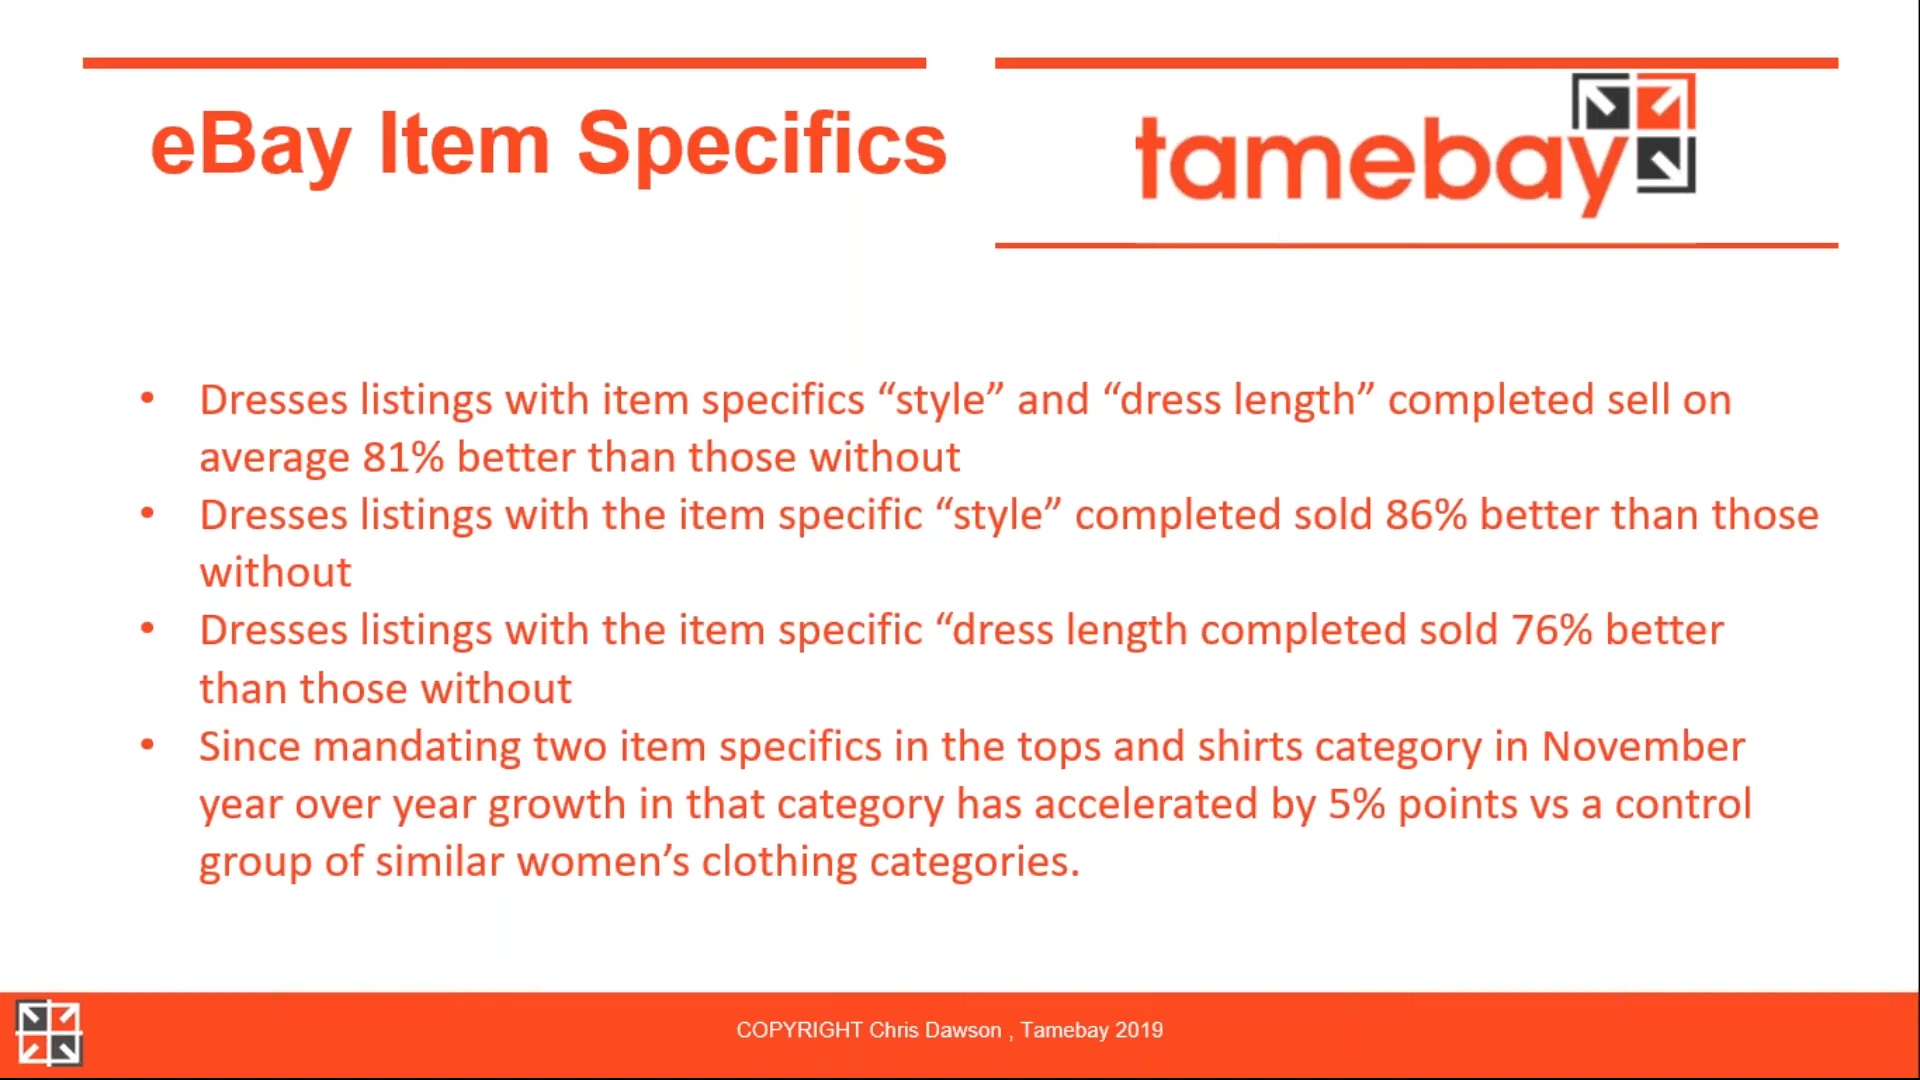 eBay Item Specifics
tamebay
• Dresses listings with item specifics “style” and “dress length” completed sell on
average 81% better than those without
• Dresses listings with the item specific “style” completed sold 86% better than those
without
• Dresses listings with the item specific “dress length completed sold 76% better
than those without
• Since mandating two item specifics in the tops and shirts category in November
year over year growth in that category has accelerated by 5% points vs a control
group of similar women’s clothing categories.
COPYRIGHT Chris Dawson , Tamebay 2019